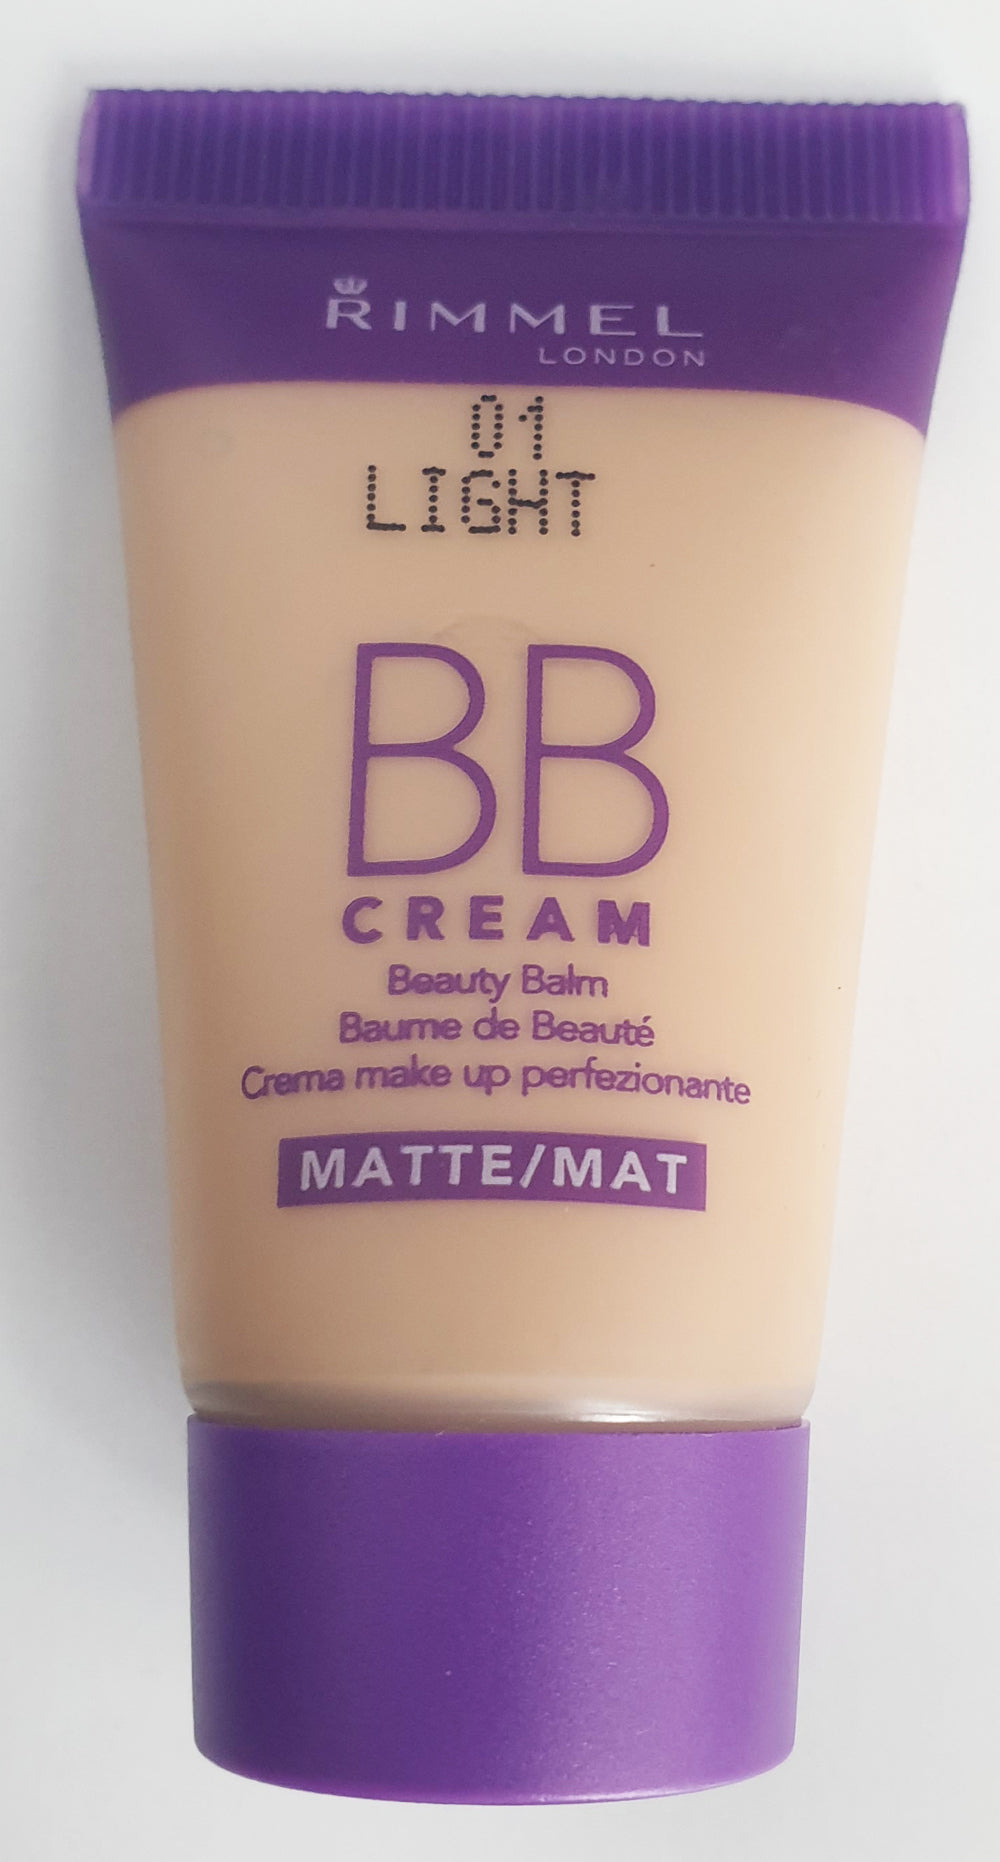 RIMMEL
LONDON
01
LIGHT
BB
CREAM
Beauty Balm
Baume de Beauté
Crema make up perfezionante
MATTE/MAT